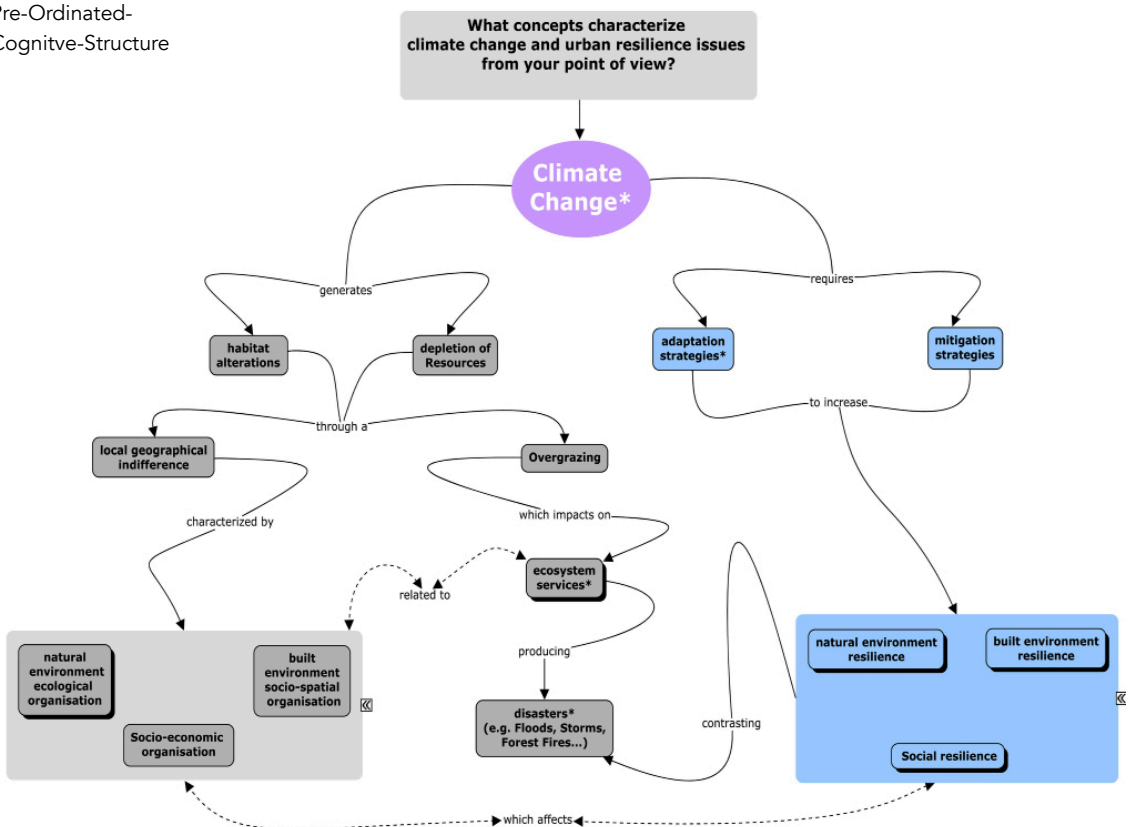 Pre-Ordinated-
Cognitve-Structure
What concepts characterize
climate change and urban resilience issues
from your point of view?
Climate
Change*
generates
requires
habitat
alterations
depletion of
Resources
adaptation
strategies*
mitigation
strategies
to increase
through a
local geographical
indifference
Overgrazing
characterized by
which impacts on
ecosystem
services*
related to
natural
environment
ecological
organisation
built
environment
socio-spatial
organisation
Socio-economic
organisation
producing
disasters*
(e.g. Floods, Storms,
Forest Fires...)
contrasting
natural environment
resilience
built environment
resilience
Social resilience
which affects